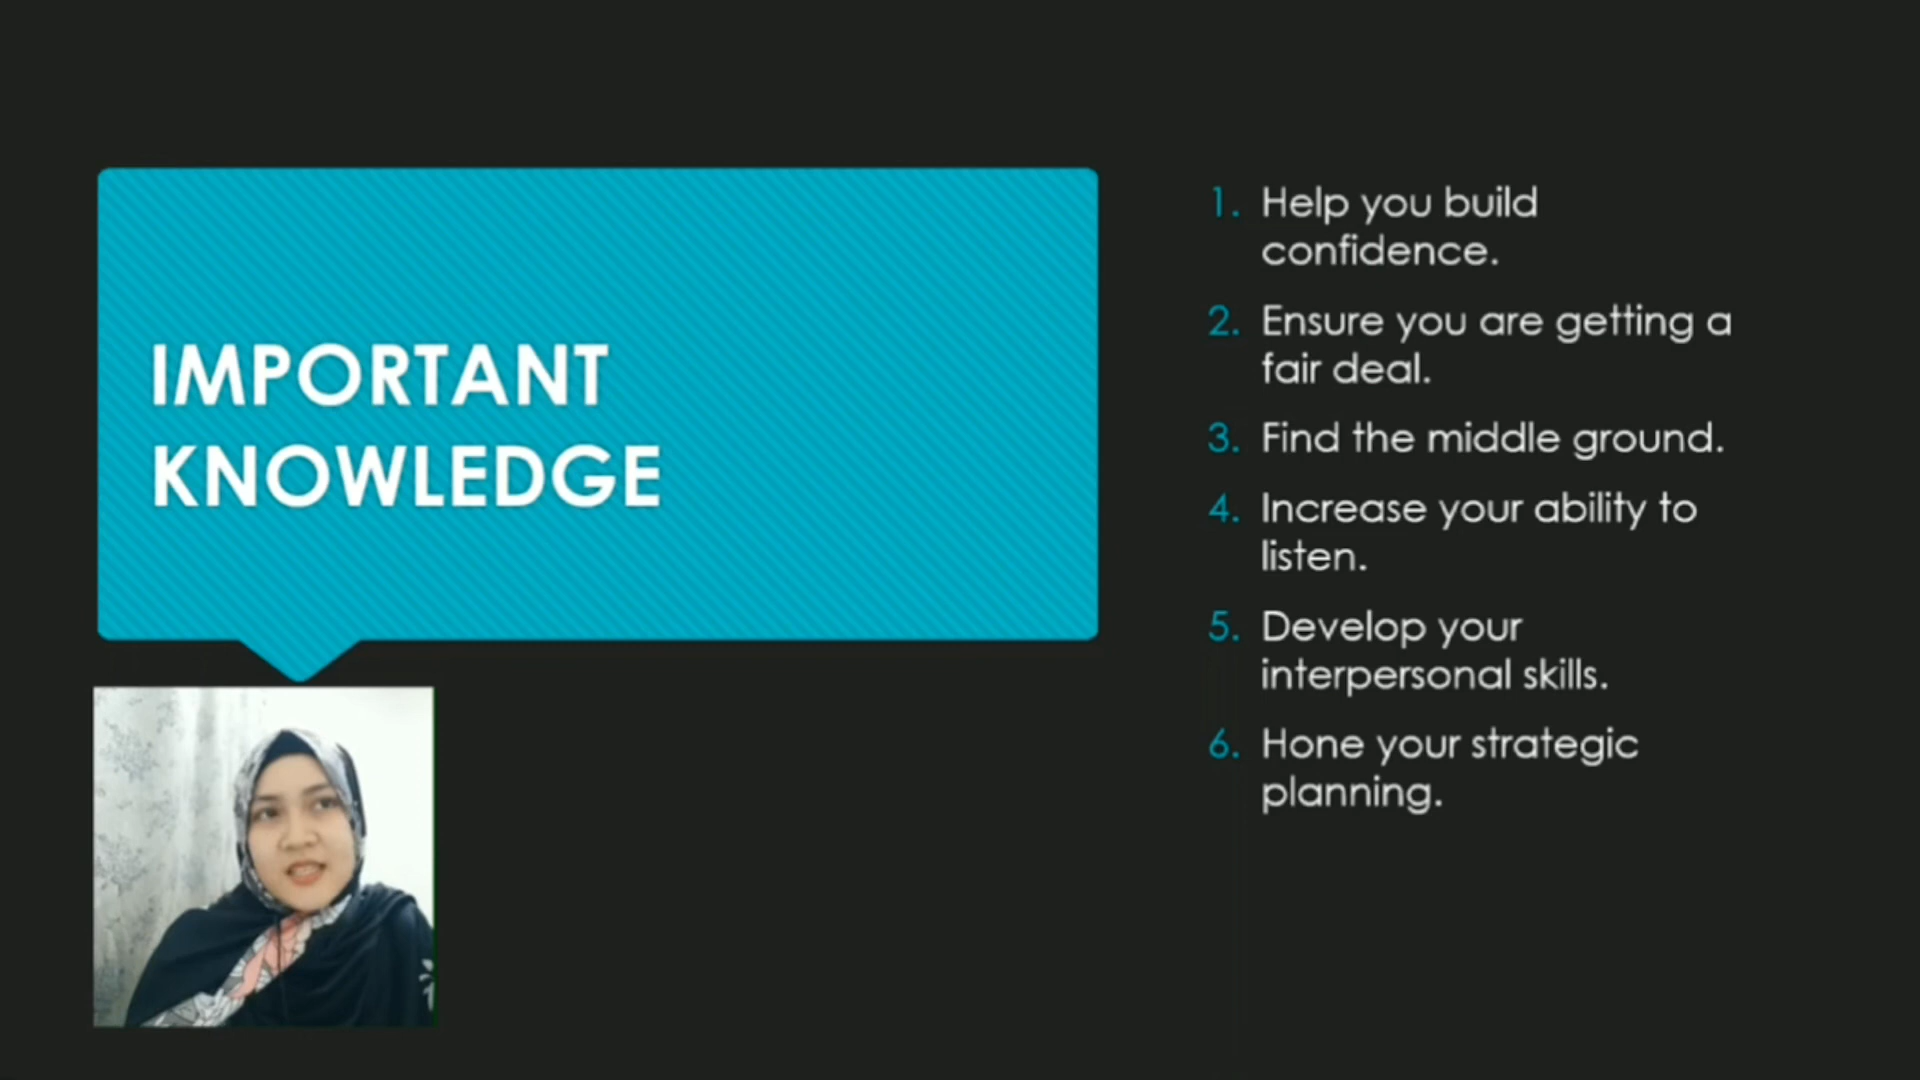 IMPORTANT
KNOWLEDGE
1. Help you build
confidence.
2. Ensure you are getting a
fair deal.
3. Find the middle ground.
4. Increase your ability to
listen.
5. Develop your
interpersonal skills.
6. Hone your strategic
planning.